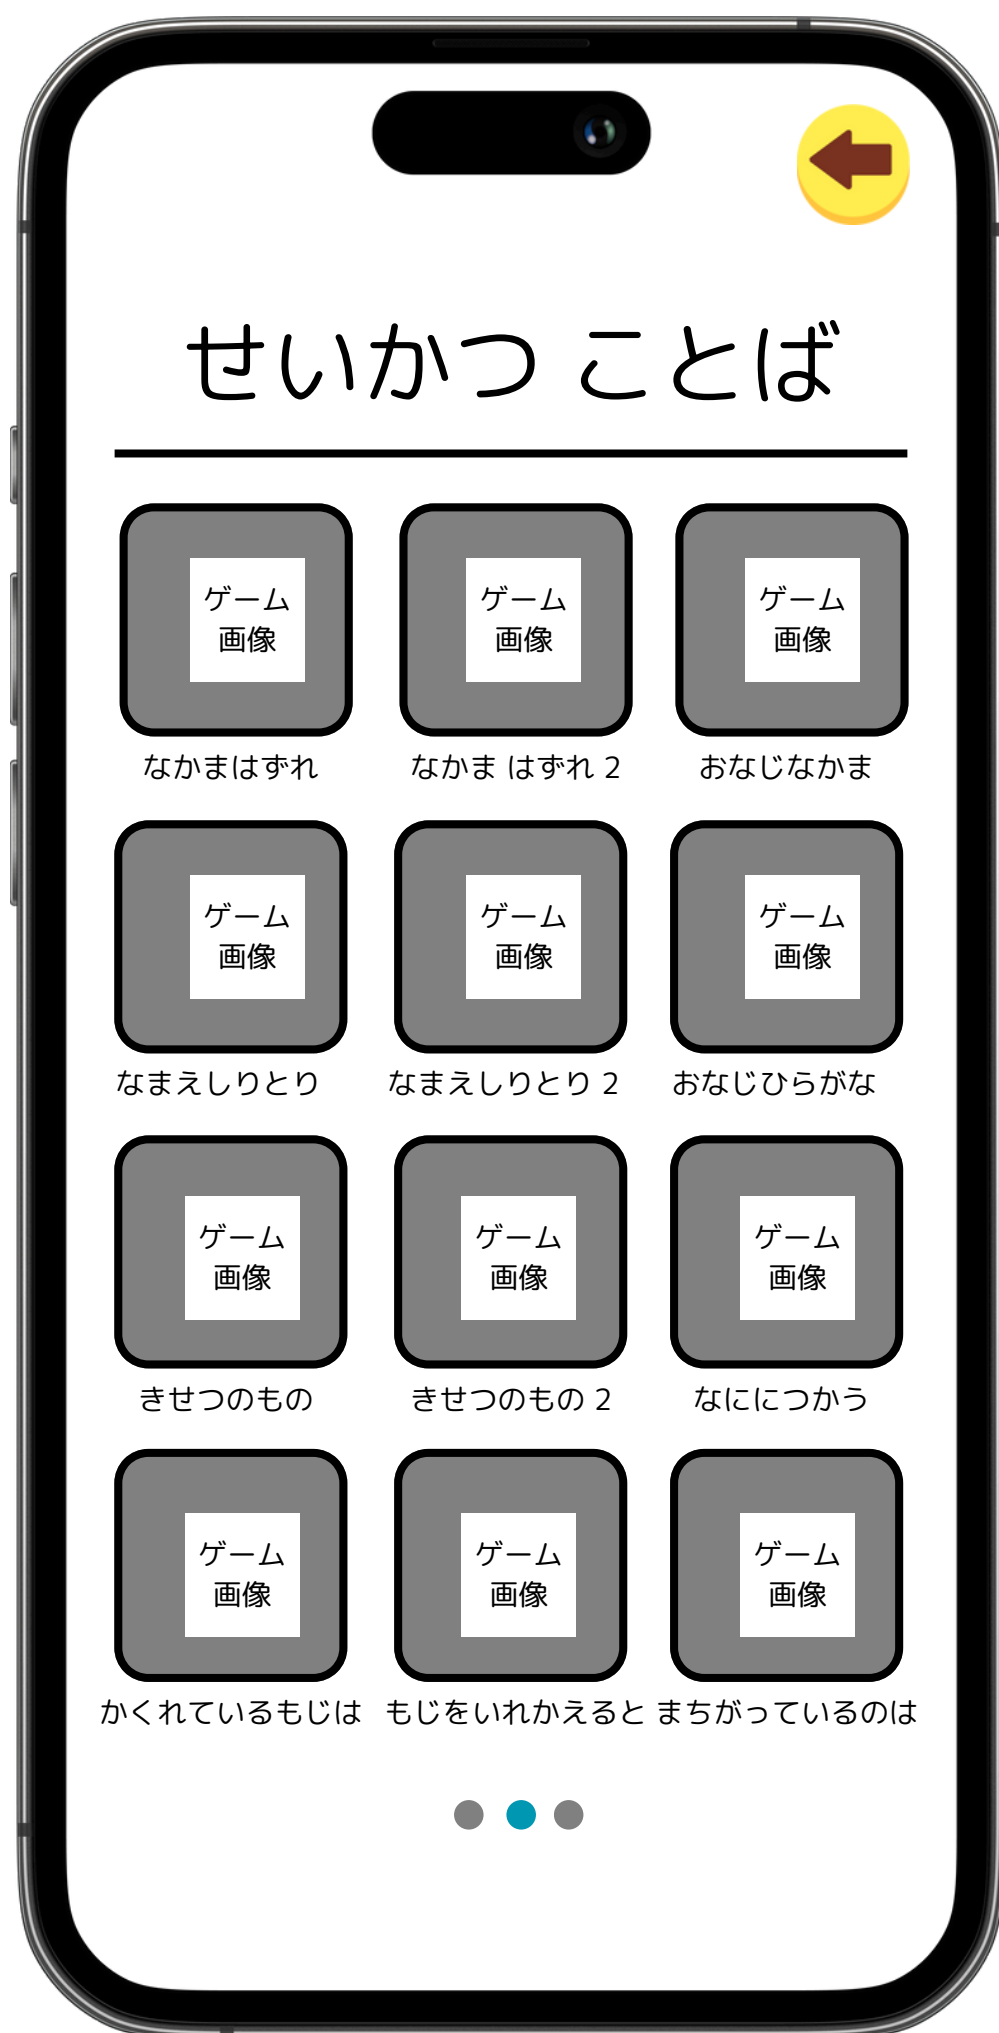 せいかつ ことば
ゲーム
画像
ゲーム
画像
ゲーム
画像
なかまはずれ
なかま はずれ 2
おなじなかま
ゲーム
画像
ゲーム
画像
ゲーム
画像
なまえしりとり
なまえしりとり 2
おなじひらがな
ゲーム
画像
ゲーム
画像
ゲーム
画像
きせつのもの
きせつのもの 2
なににつかう
ゲーム
画像
ゲーム
画像
ゲーム
画像
かくれているもじは
もじをいれかえると
まちがっているのは